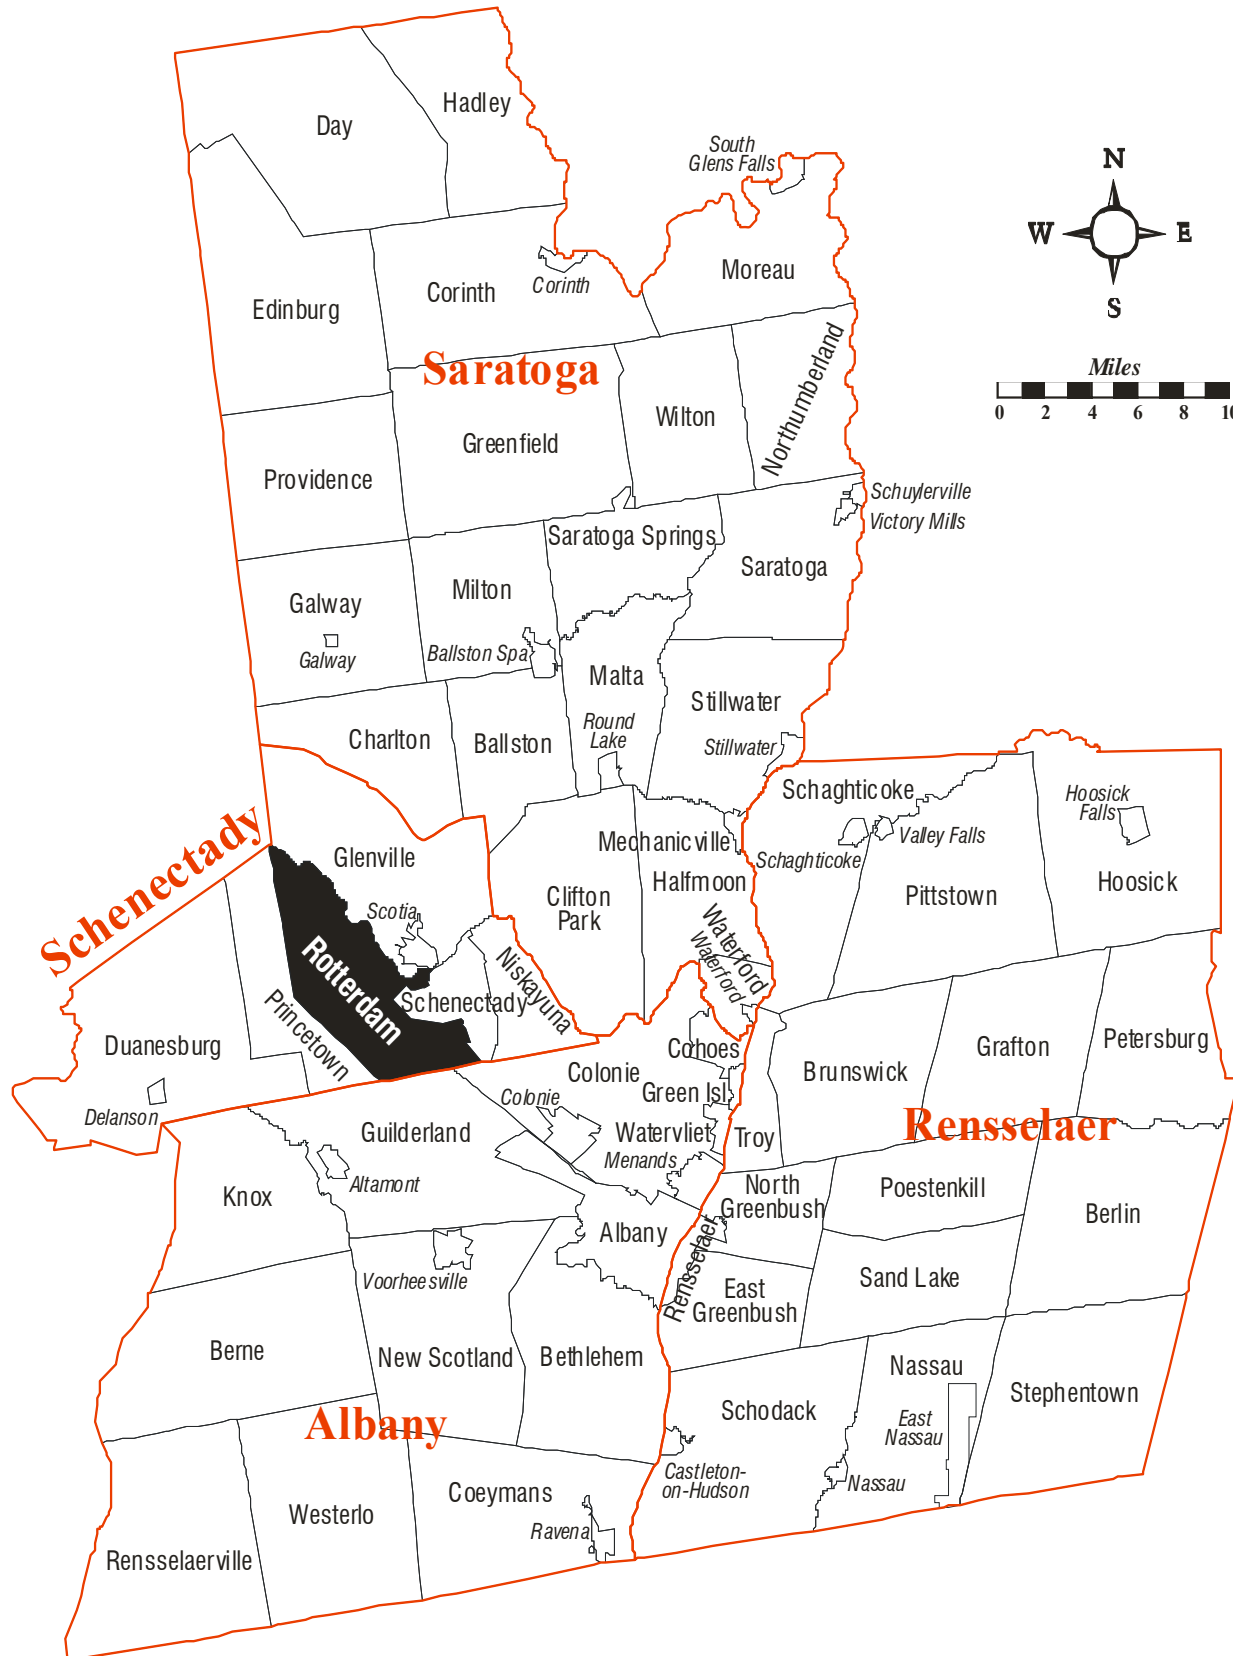 Hadley
Day
South
Glens Falls
N
W
E
S
Moreau
Corinth
Corinth
Edinburg
Saratoga
Miles
0 2 4 6 8 10
Northumberland
Wilton
Greenfield
Providence
Schuylerville
Victory Mills
Saratoga Springs
Saratoga
Milton
Galway
Galway
Ballston Spa
Malta
Stillwater
Round
Lake
Stillwater
Charlton
Ballston
Schaghticoke
Hoosick
Falls
Schenectady
Glenville
Mechanicville
Schaghticoke
Valley Falls
Halfmoon
Hoosick
Clifton
Park
Pittstown
Scotia
Waterford
Waterford
Rotterdam
Niskayuna
Schenectady
Princetown
Duanesburg
Delanson
Cohoes
Colonie
Green Isl.
Colonie
Brunswick
Grafton
Petersburg
Rensselaer
Guilderland
Watervliet
Troy
Menands
Altamont
Knox
North
Greenbush
Poestenkill
Berlin
Albany
Rensselaer
Voorheesville
Sand Lake
East
Greenbush
Berne
New Scotland
Bethlehem
Nassau
Stephentown
Schodack
Albany
East
Nassau
Castleton-
on-Hudson
Nassau
Coeymans
Westerlo
Ravena
Rensselaerville